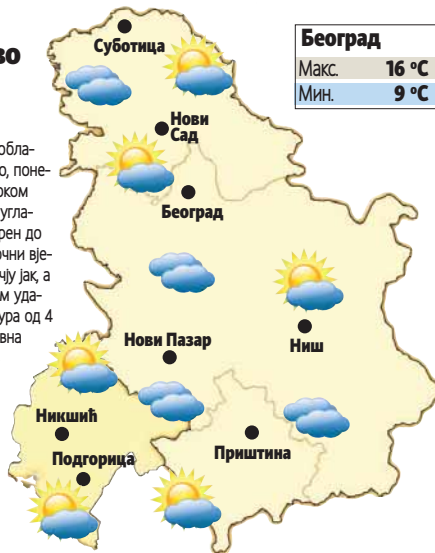 во
обла-
о, поне-
оком
угла-
рен до
очни вје-
чју јак, а
м уда-
ура од 4
вна
Београд
Макс. 16 °C
Мин. 9 °C
Суботица
Нови
Сад
Београд
Нови Пазар
Ниш
Никшић
Приштина
Подгорица